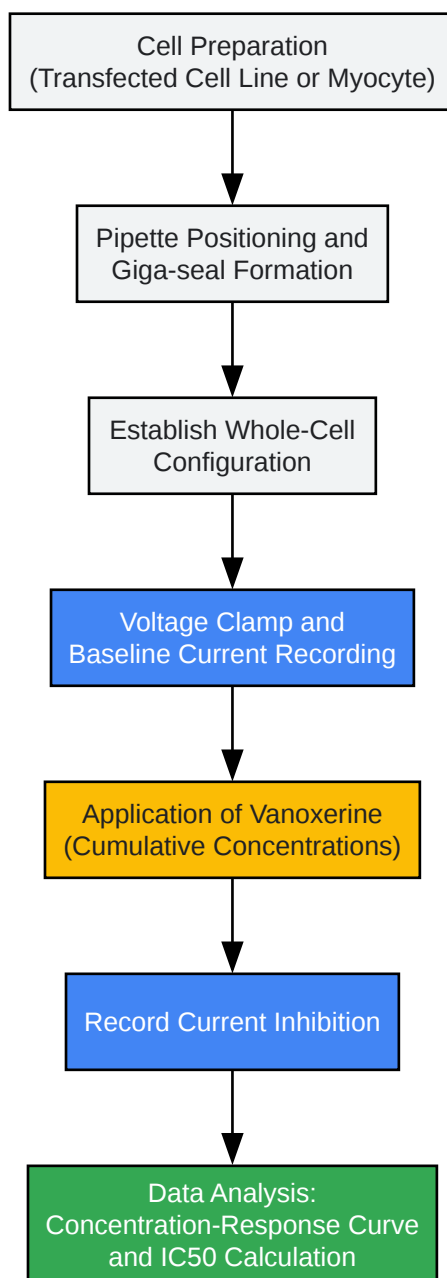 Cell Preparation
(Transfected Cell Line or Myocyte)
Pipette Positioning and
Giga-seal Formation
Establish Whole-Cell
Configuration
Voltage Clamp and
Baseline Current Recording
Application of Vanoxerine
(Cumulative Concentrations)
Record Current Inhibition
Data Analysis:
Concentration-Response Curve
and IC50 Calculation